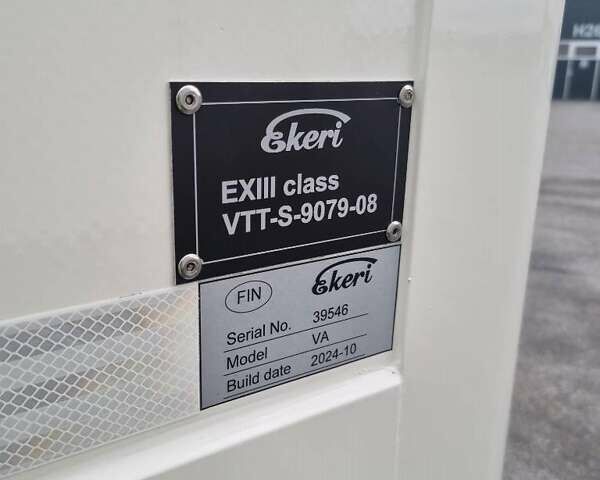 Ekeri
EXIII class
VTT-S-9079-08
FIN
Ekeri
Serial No. 39546
Model VA
Build date 2024-10